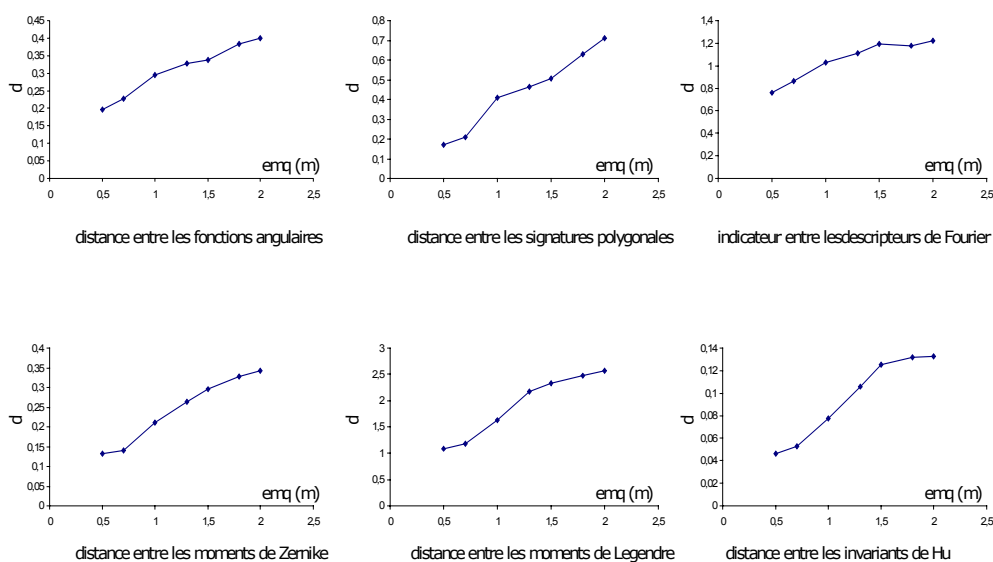 0,45
0,4
0,35
0,3
0,25
0,2
0,15
0,1
0,05
0
d
emq (m)
0 0,5 1 1,5 2 2,5
distance entre les fonctions angulaires
0,8
0,7
0,6
0,5
0,4
0,3
0,2
0,1
0
d
emq (m)
0 0,5 1 1,5 2 2,5
distance entre les signatures polygonales
1,4
1,2
1
0,8
0,6
0,4
0,2
0
d
emq (m)
0 0,5 1 1,5 2 2,5
indicateur entre lesdescripteurs de Fourier
0,4
0,35
0,3
0,25
0,2
0,15
0,1
0,05
0
d
emq (m)
0 0,5 1 1,5 2 2,5
distance entre les moments de Zernike
3
2,5
2
1,5
1
0,5
0
d
emq (m)
0 0,5 1 1,5 2 2,5
distance entre les moments de Legendre
0,14
0,12
0,1
0,08
0,06
0,04
0,02
0
d
emq (m)
0 0,5 1 1,5 2 2,5
distance entre les invariants de Hu